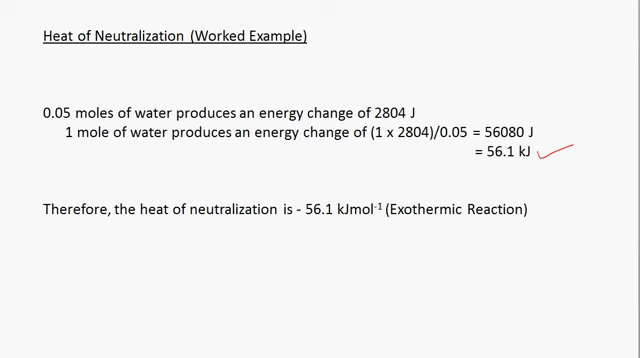 Heat of Neutralization (Worked Example)
0.05 moles of water produces an energy change of 2804 J
1 mole of water produces an energy change of (1 x 2804)/0.05 = 56080 J
= 56.1 kJ
Therefore, the heat of neutralization is - 56.1 kJmol⁻¹ (Exothermic Reaction)